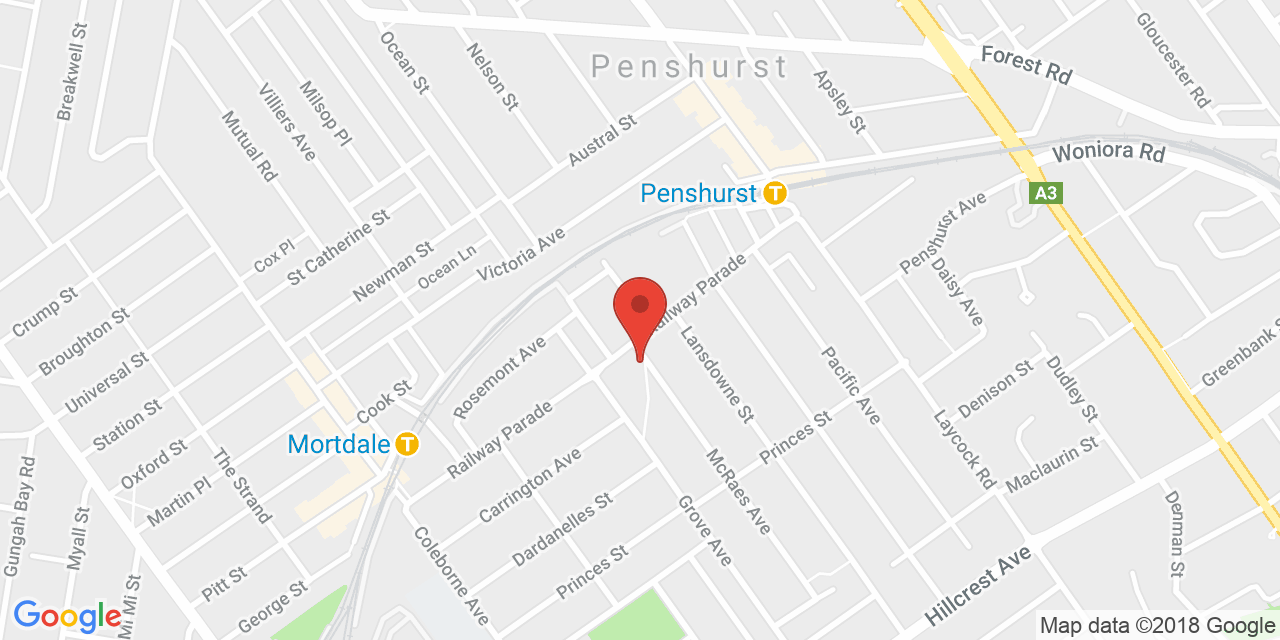 Breakwell St
Ocean St
Nelson St
Penshurst
Forest Rd
Gloucester Rd
Milsop Pl
Villiers Ave
Mutual Rd
Apsley St
Austral St
Woniora Rd
Penshurst T
A3
Cox Pl
St Catherine St
Newman St
Ocean Ln
Victoria Ave
Penshurst Ave
Daisy Ave
Crump St
Broughton St
Universal St
Station St
Oxford St
Martin Pl
Railway Parade
Lansdowne St
Rosemont Ave
Pacific Ave
Denison St
Dudley St
Greenbank S
Cook St
Mortdale T
Railway Parade
Laycock Rd
Princes St
Maclaurin St
McRaes Ave
Carrington Ave
The Strand
Gungah Bay Rd
Myall St
Dardanelles St
Grove Ave
Denman St
Coleborne Ave
Princes St
Hillcrest Ave
Pitt St
George St
Mi Mi St
Google
Map data ©2018 Google